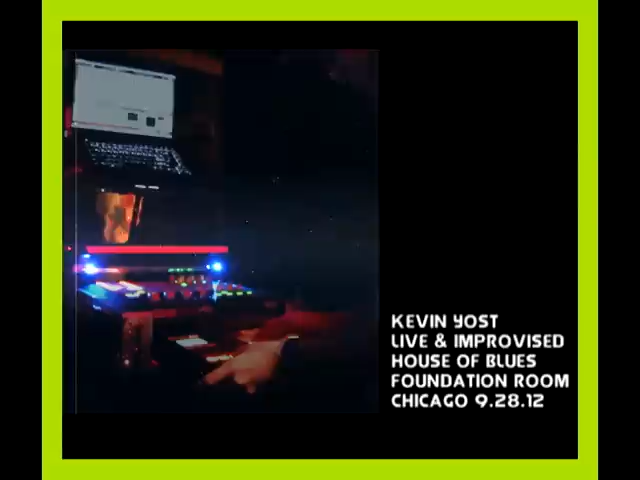 KEVIN YOST
LIVE & IMPROVISED
HOUSE OF BLUES
FOUNDATION ROOM
CHICAGO 9.28.12